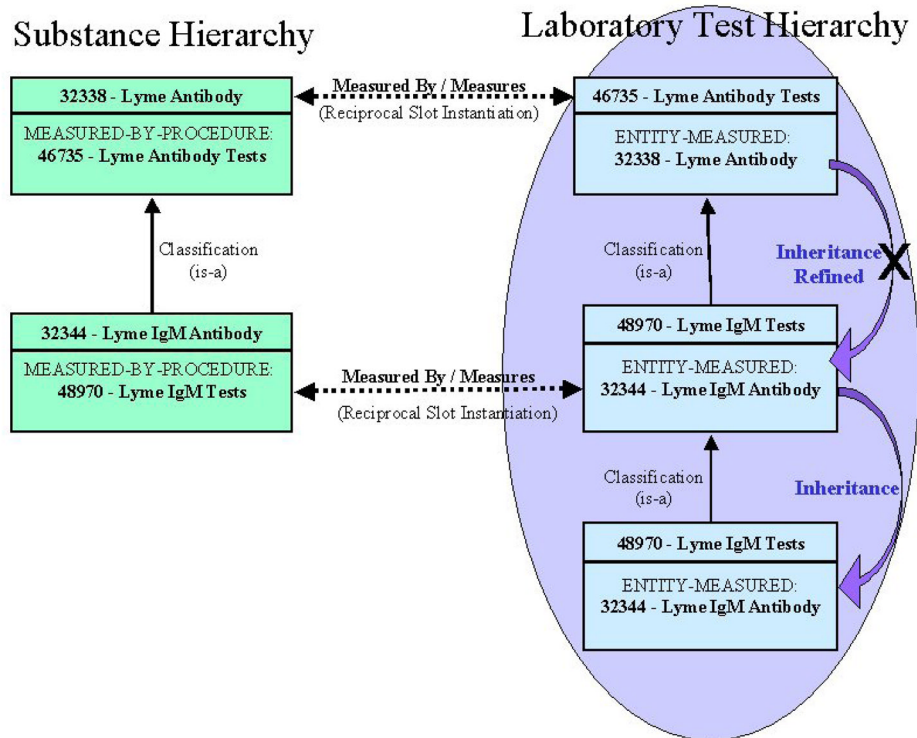 Substance Hierarchy
Laboratory Test Hierarchy
32338 - Lyme Antibody
MEASURED-BY-PROCEDURE:
46735 - Lyme Antibody Tests
Measured By / Measures
(Reciprocal Slot Instantiation)
46735 - Lyme Antibody Tests
ENTITY-MEASURED:
32338 - Lyme Antibody
Classification
(is-a)
Classification
(is-a)
Inheritance
Refined
X
32344 - Lyme IgM Antibody
MEASURED-BY-PROCEDURE:
48970 - Lyme IgM Tests
Measured By / Measures
(Reciprocal Slot Instantiation)
48970 - Lyme IgM Tests
ENTITY-MEASURED:
32344 - Lyme IgM Antibody
Classification
(is-a)
Inheritance
48970 - Lyme IgM Tests
ENTITY-MEASURED:
32344 - Lyme IgM Antibody